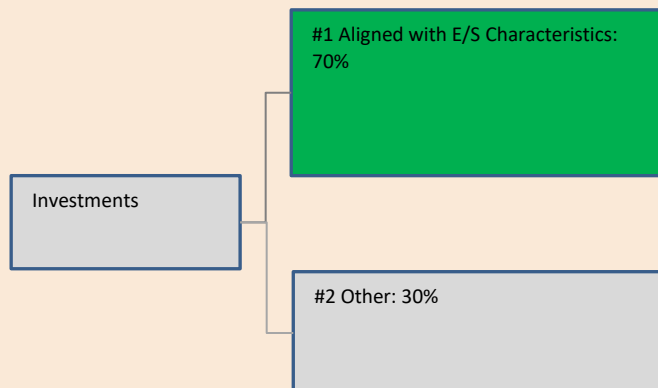 #1 Aligned with E/S Characteristics:
70%
Investments
#2 Other: 30%